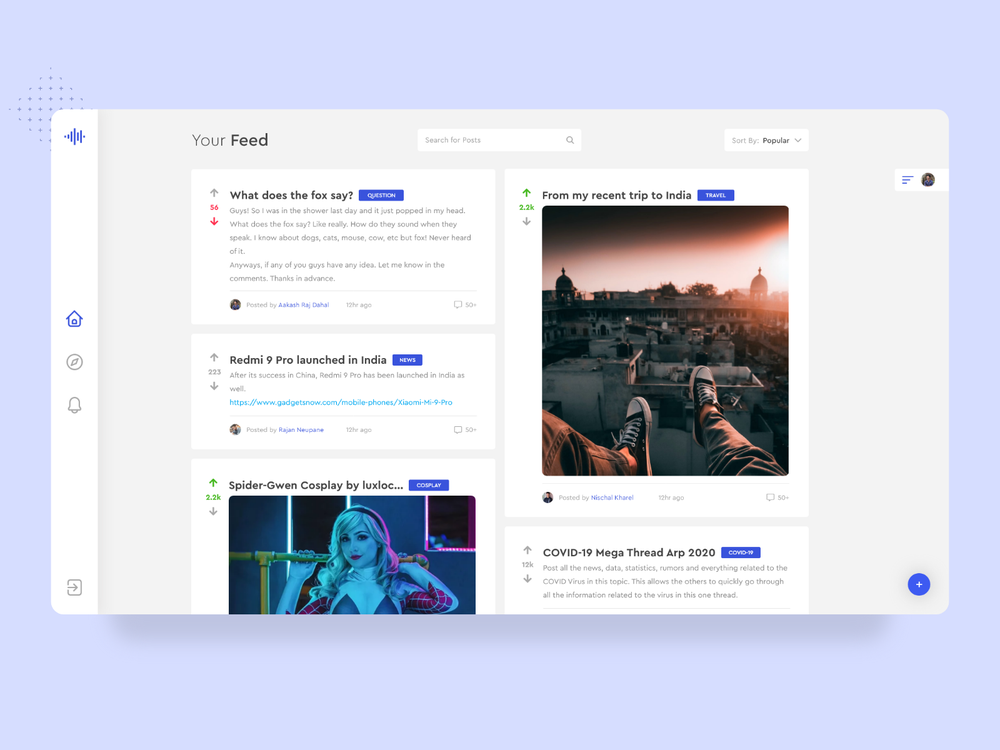 Your Feed
Search for Posts
Sort By: Popular
What does the fox say? QUESTION
56
Guys! So I was in the shower last day and it just popped in my head.
What does the fox say? Like really. How do they sound when they
speak. I know about dogs, cats, mouse, cow, etc but fox! Never heard
of it.
Anyways, if any of you guys have any idea. Let me know in the
comments. Thanks in advance.
Posted by Aakash Raj Dahal 12hr ago 50+
Redmi 9 Pro launched in India NEWS
223
After its success in China, Redmi 9 Pro has been launched in India as
well.
https://www.gadgetsnow.com/mobile-phones/Xiaomi-Mi-9-Pro
Posted by Rajan Neupane 12hr ago 50+
Spider-Gwen Cosplay by luxloc... COSPLAY
2.2k
From my recent trip to India TRAVEL
2.2k
Posted by Nischal Kharel 12hr ago 50+
COVID-19 Mega Thread Arp 2020 COVID-19
12k
Post all the news, data, statistics, rumors and everything related to the
COVID Virus in this topic. This allows the others to quickly go through
all the information related to the virus in this one thread.